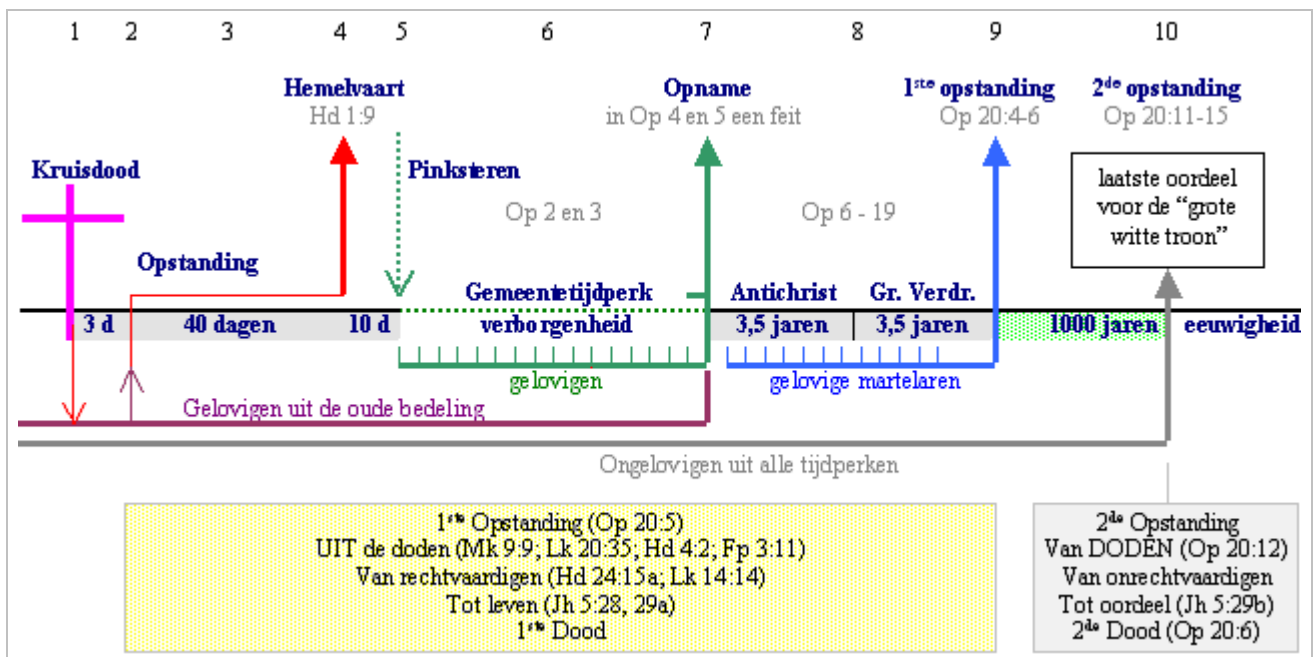 1 2 3 4 5 6 7 8 9 10
Hemelvaart Opname 1ste opstanding 2de opstanding
Hd 1:9 in Op 4 en 5 een feit Op 20:4-6 Op 20:11-15
Kruisdood Pinksteren
laatste oordeel
voor de “grote
witte troon”
Op 2 en 3 Op 6 - 19
Opstanding
Gemeentetijdperk Antichrist Gr. Verdr.
3 d 40 dagen 10 d verborgenheid 3,5 jaren 3,5 jaren 1000 jaren eeuwigheid
gelovigen gelovige martelaren
Gelovigen uit de oude bedeling
Ongelovigen uit alle tijdperken
1ste Opstanding (Op 20:5)
UIT de doden (Mk 9:9; Lk 20:35; Hd 4:2; Fp 3:11)
Van rechtvaardigen (Hd 24:15a; Lk 14:14)
Tot leven (Jh 5:28, 29a)
1ste Dood
2de Opstanding
Van DODEN (Op 20:12)
Van onrechtvaardigen
Tot oordeel (Jh 5:29b)
2de Dood (Op 20:6)